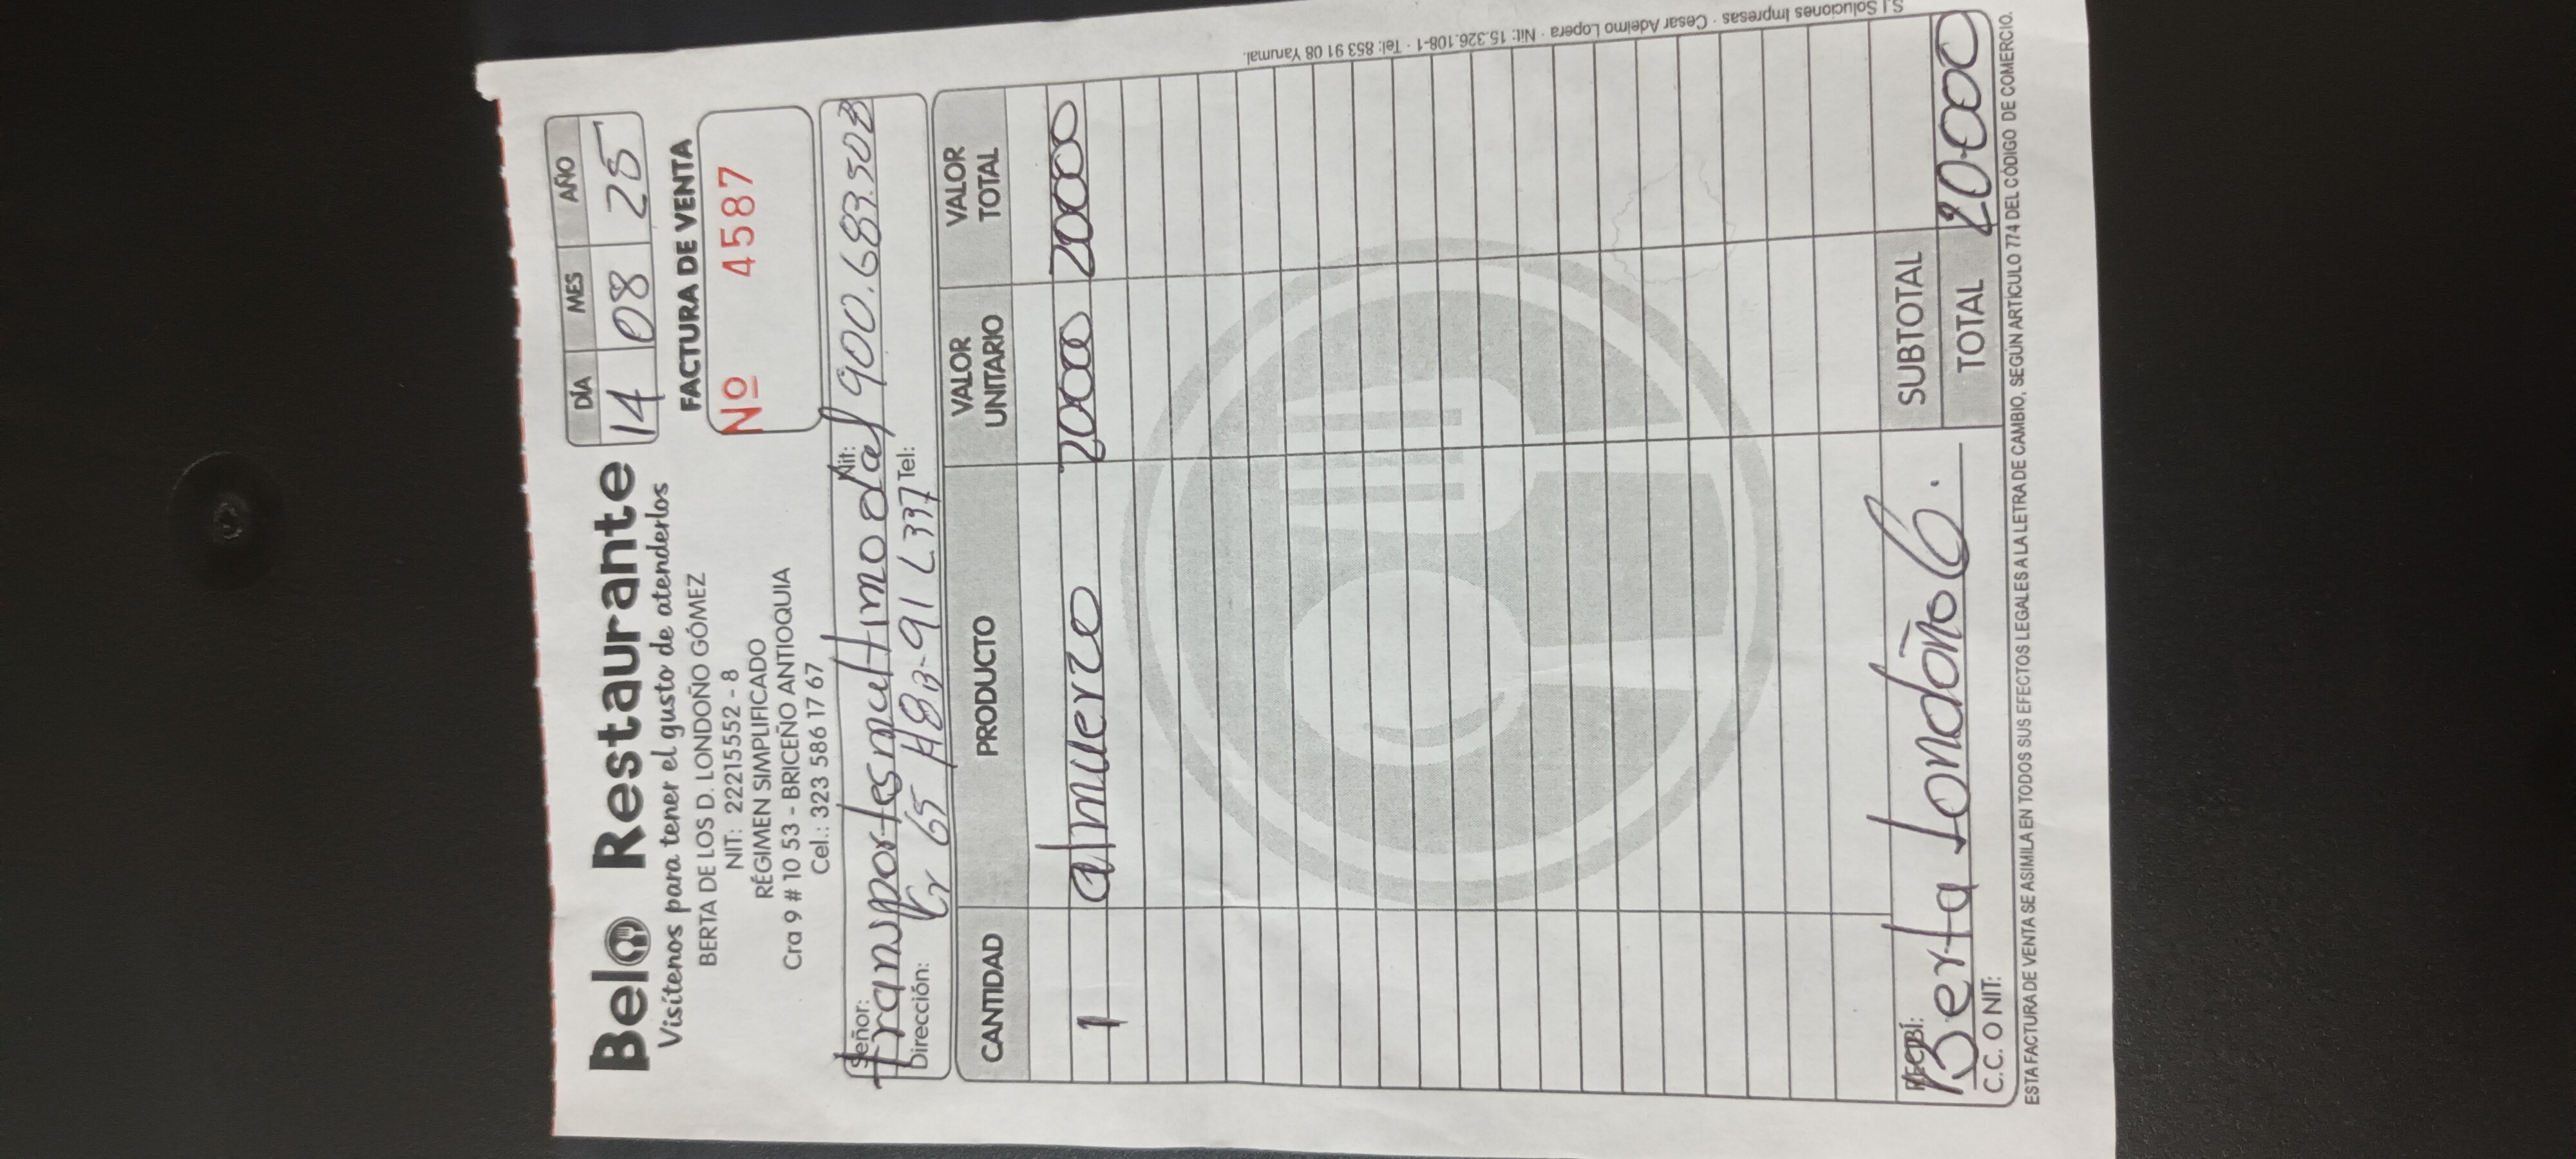 Belo Restaurante
Visítenos para tener el gusto de atenderlos
BERTA DE LOS D. LONDOÑO GÓMEZ
NIT: 22215552 - 8
RÉGIMEN SIMPLIFICADO
Cra 9 # 10 53 - BRICEÑO ANTIOQUIA
Cel.: 323 586 17 67
DÍA MES AÑO
14 08 25
FACTURA DE VENTA
Nº 4587
Señor: transportes multimodal Nit: 900.683.508
Dirección: Cr 65 #8B-91 L 337 Tel:
CANTIDAD PRODUCTO VALOR UNITARIO VALOR TOTAL
1 almuerzo 20000 20000
SUBTOTAL
TOTAL 20000
RECIBÍ: Berta Londoño G.
C.C. O NIT:
ESTA FACTURA DE VENTA SE ASIMILA EN TODOS SUS EFECTOS LEGALES A LA LETRA DE CAMBIO, SEGÚN ARTÍCULO 774 DEL CÓDIGO DE COMERCIO.
S.I Soluciones Impresas · Cesar Adelmo Lopera · Nit: 15.326.108-1 · Tel: 853 91 08 Yarumal.